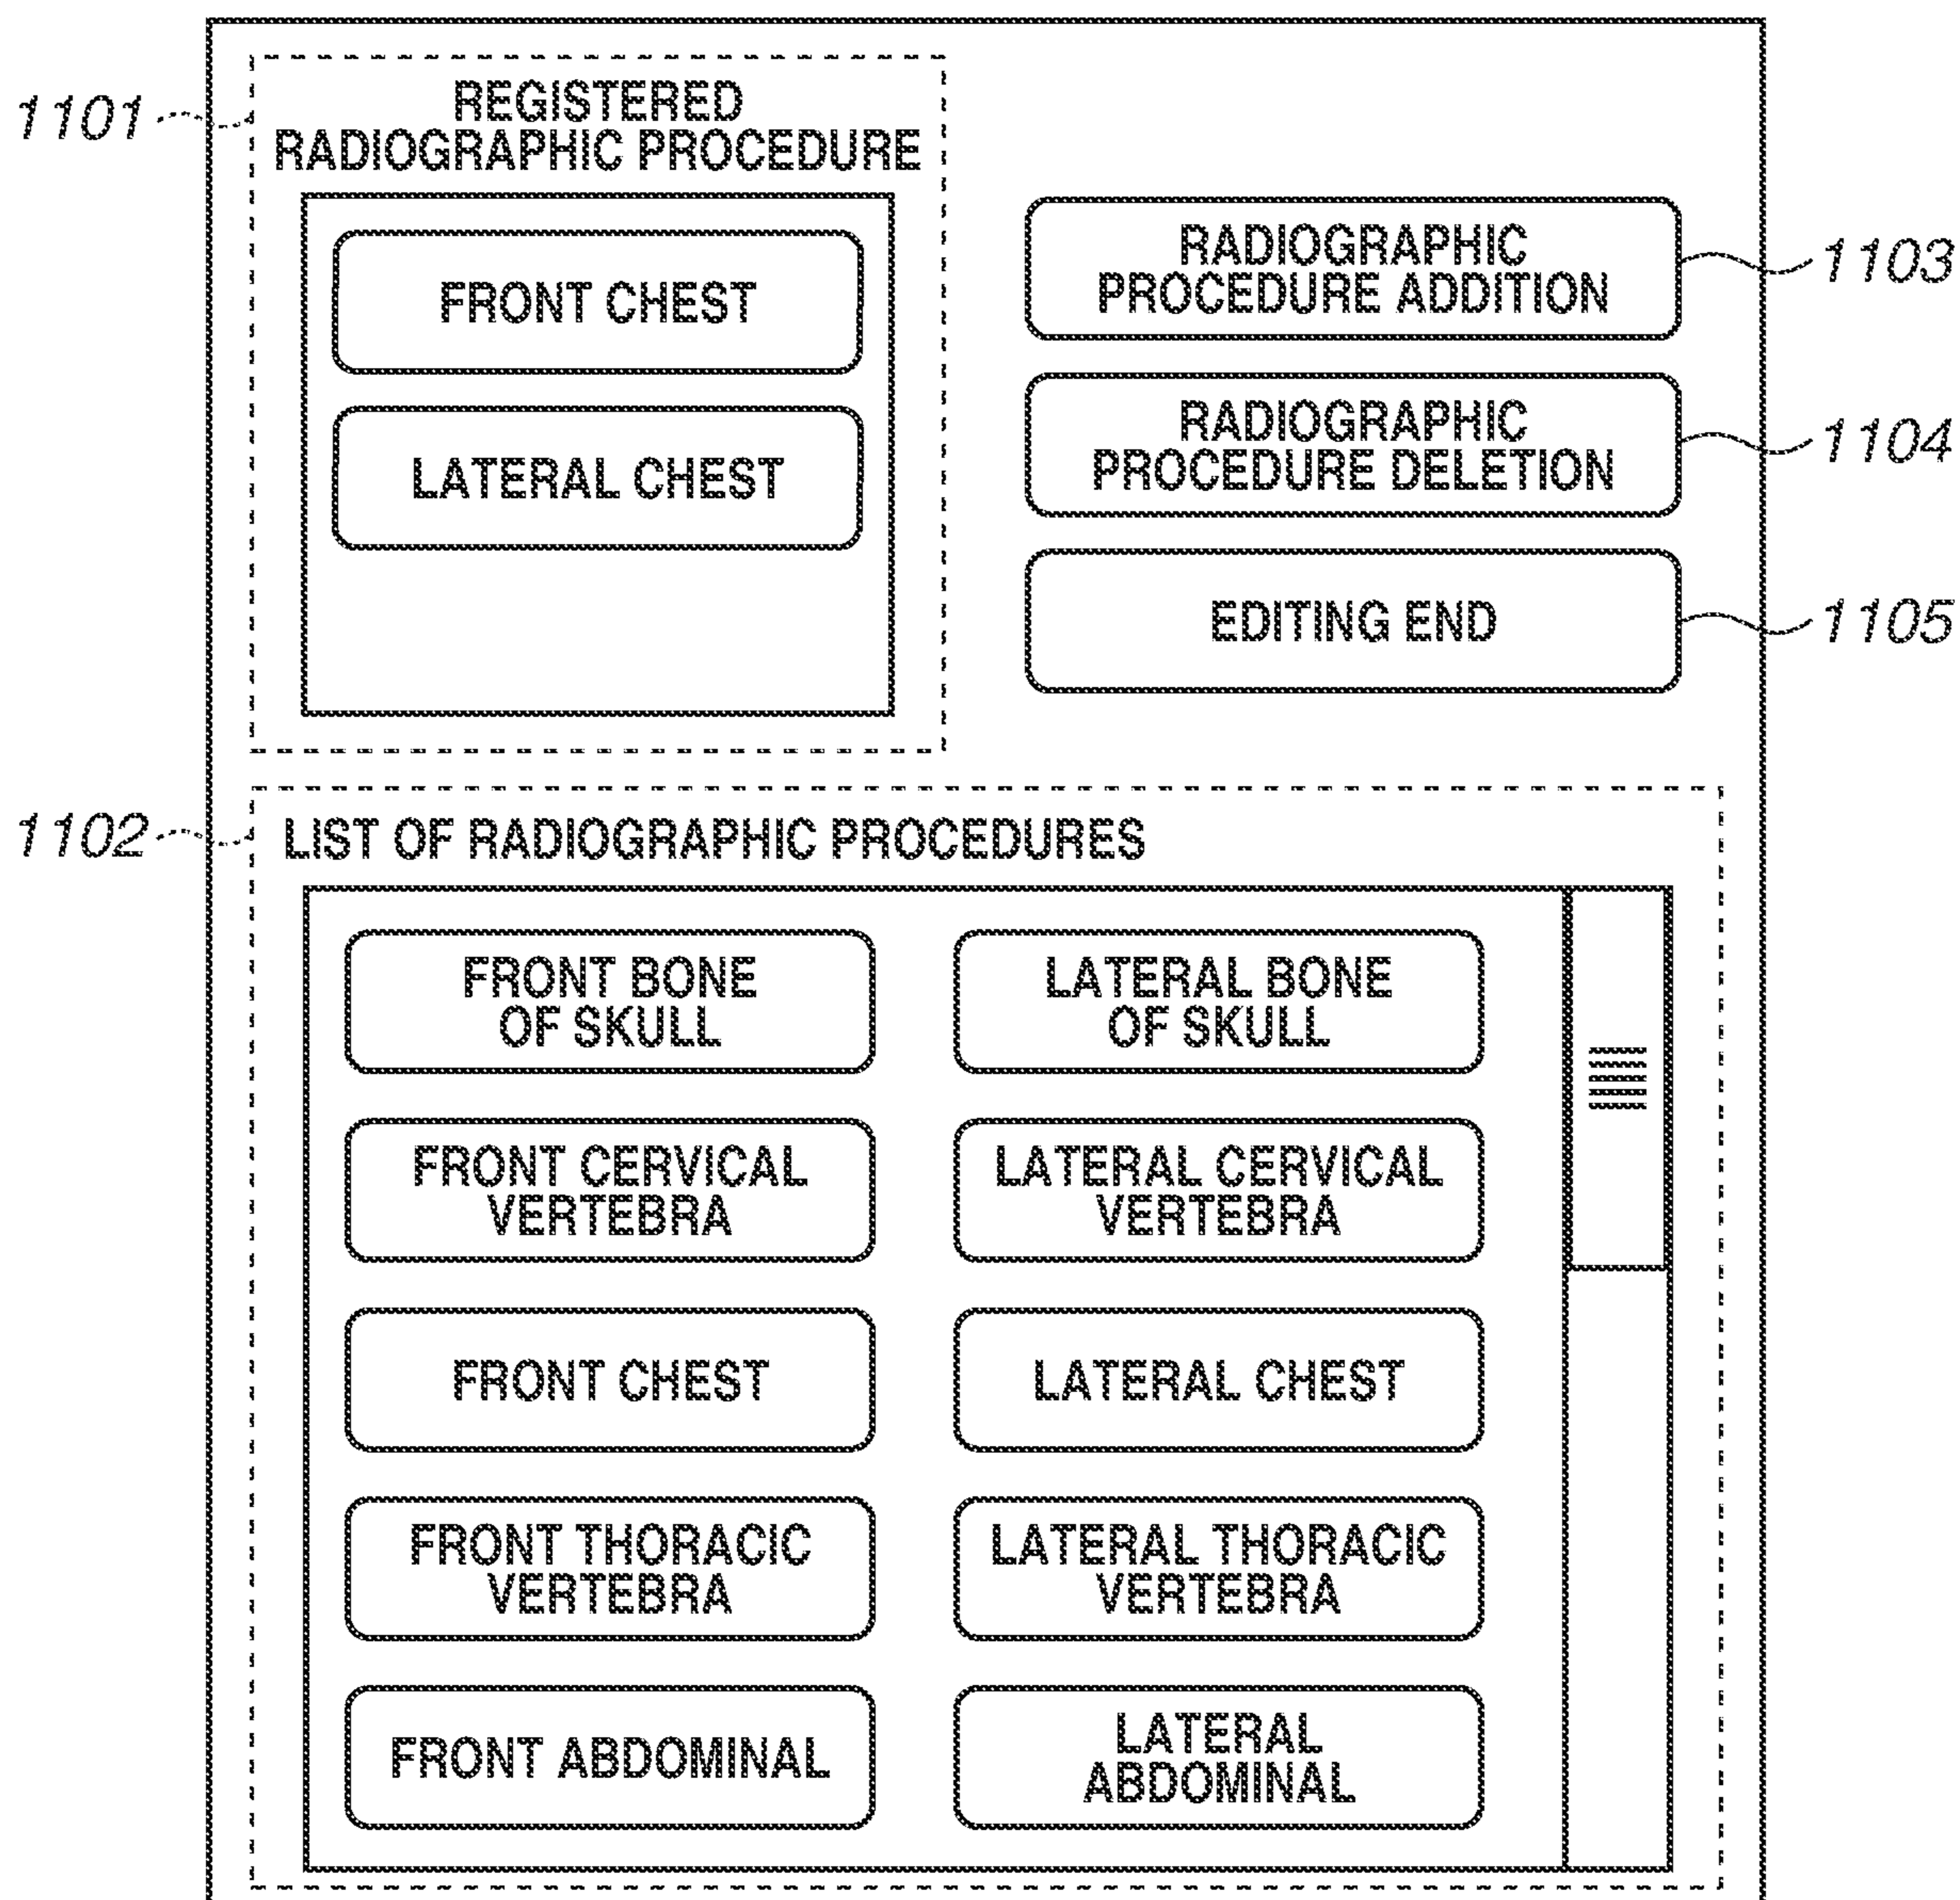 1101
REGISTERED
RADIOGRAPHIC PROCEDURE
FRONT CHEST
LATERAL CHEST
RADIOGRAPHIC
PROCEDURE ADDITION
1103
RADIOGRAPHIC
PROCEDURE DELETION
1104
EDITING END
1105
1102
LIST OF RADIOGRAPHIC PROCEDURES
FRONT BONE
OF SKULL
LATERAL BONE
OF SKULL
FRONT CERVICAL
VERTEBRA
LATERAL CERVICAL
VERTEBRA
FRONT CHEST
LATERAL CHEST
FRONT THORACIC
VERTEBRA
LATERAL THORACIC
VERTEBRA
FRONT ABDOMINAL
LATERAL
ABDOMINAL